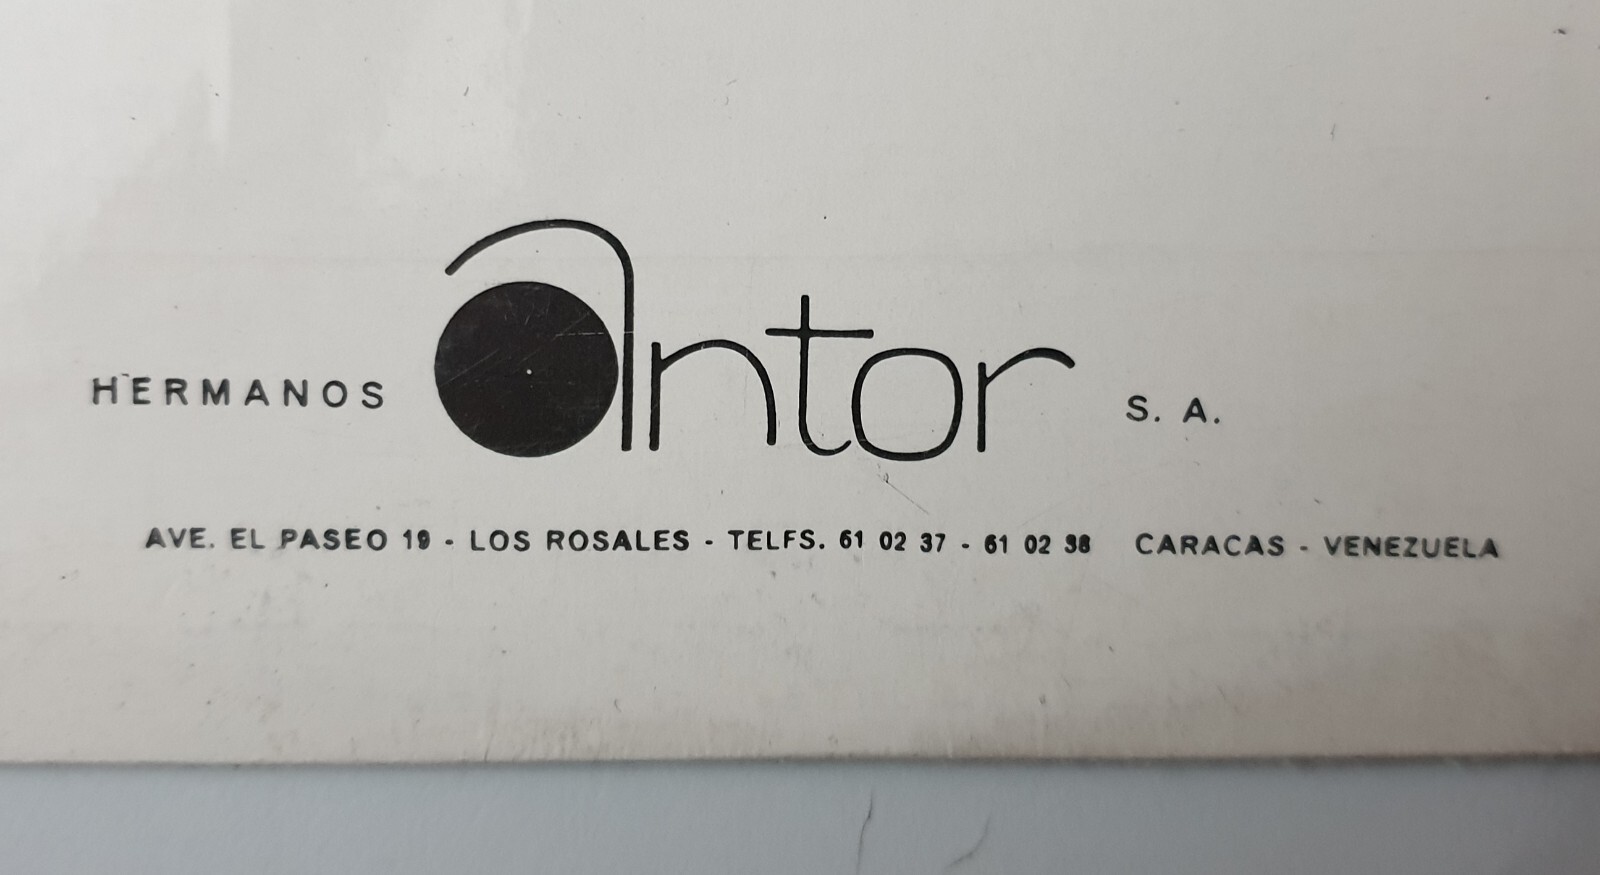 HERMANOS antor S. A.
AVE. EL PASEO 19 - LOS ROSALES - TELFS. 61 02 37 - 61 02 38 CARACAS - VENEZUELA